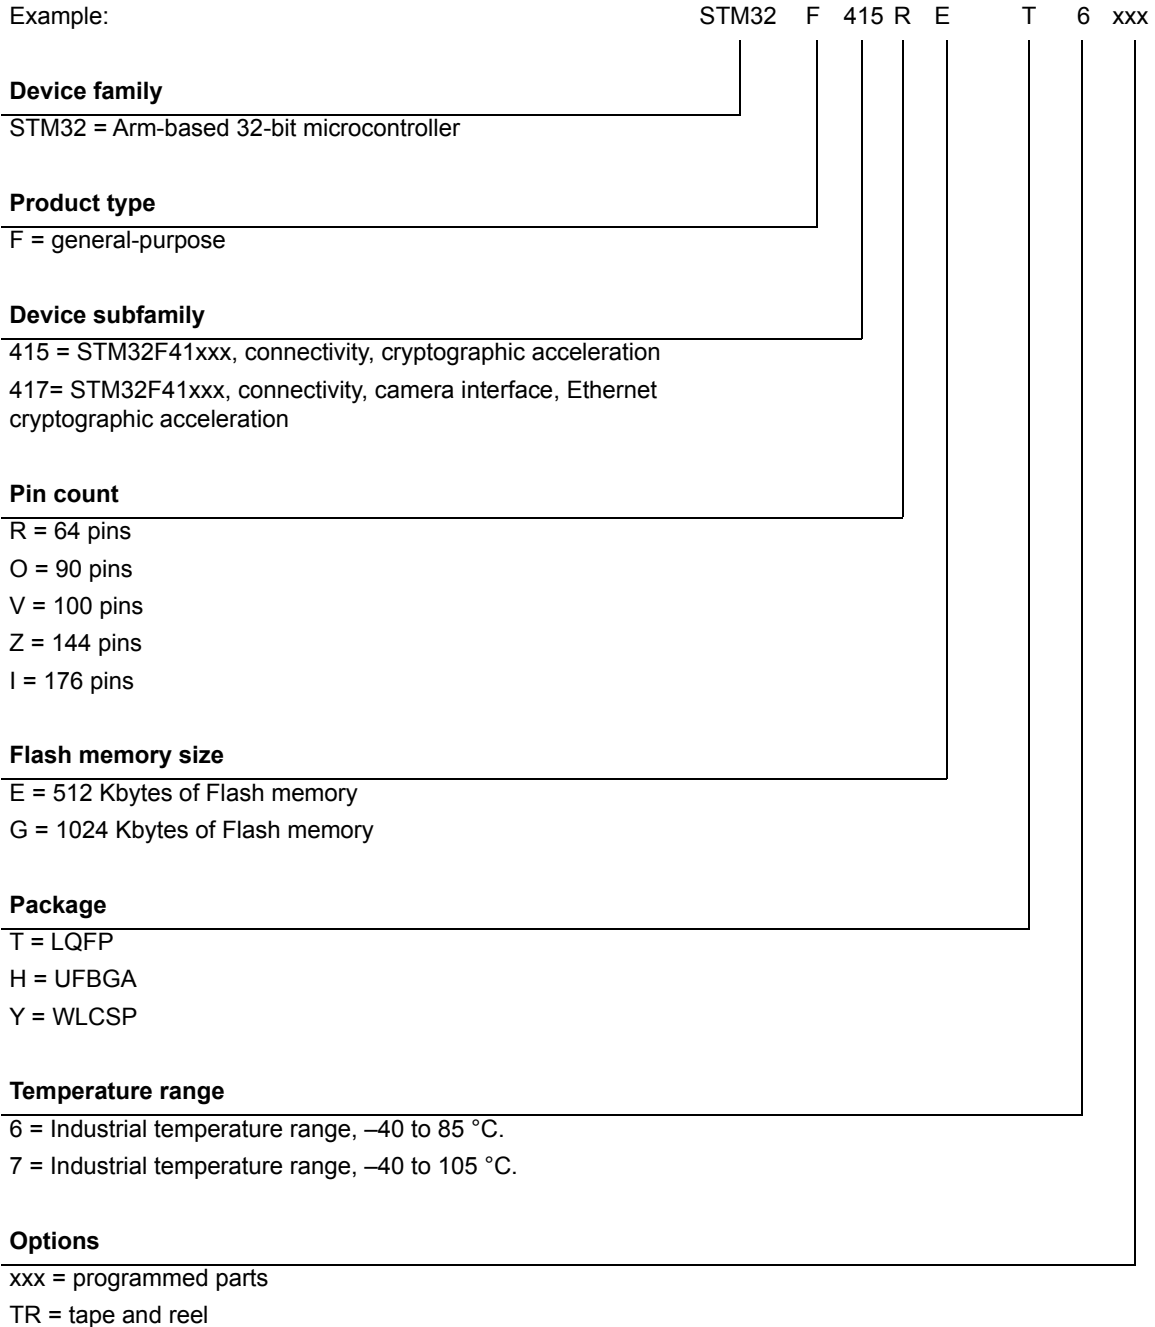 Example: STM32 F 415 R E T 6 xxx
Device family
STM32 = Arm-based 32-bit microcontroller
Product type
F = general-purpose
Device subfamily
415 = STM32F41xxx, connectivity, cryptographic acceleration
417= STM32F41xxx, connectivity, camera interface, Ethernet
cryptographic acceleration
Pin count
R = 64 pins
O = 90 pins
V = 100 pins
Z = 144 pins
I = 176 pins
Flash memory size
E = 512 Kbytes of Flash memory
G = 1024 Kbytes of Flash memory
Package
T = LQFP
H = UFBGA
Y = WLCSP
Temperature range
6 = Industrial temperature range, –40 to 85 °C.
7 = Industrial temperature range, –40 to 105 °C.
Options
xxx = programmed parts
TR = tape and reel